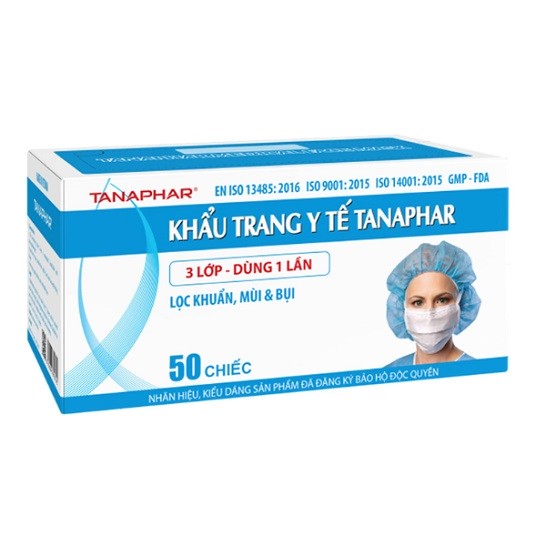 TANAPHAR®
EN ISO 13485: 2016 ISO 9001: 2015 ISO 14001: 2015 GMP - FDA
KHẨU TRANG Y TẾ TANAPHAR
3 LỚP - DÙNG 1 LẦN
LỌC KHUẨN, MÙI & BỤI
50 CHIẾC
NHÃN HIỆU, KIỂU DÁNG SẢN PHẨM ĐÃ ĐĂNG KÝ BẢO HỘ ĐỘC QUYỀN
TANAPHAR